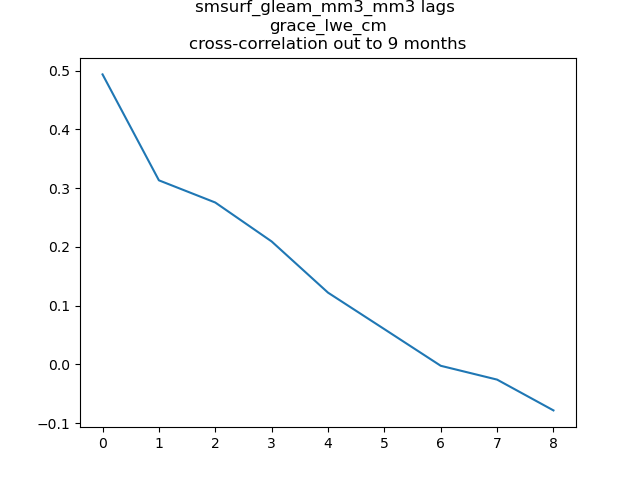 smsurf_gleam_mm3_mm3 lags
grace_lwe_cm
cross-correlation out to 9 months
0.5
0.4
0.3
0.2
0.1
0.0
−0.1
0 1 2 3 4 5 6 7 8